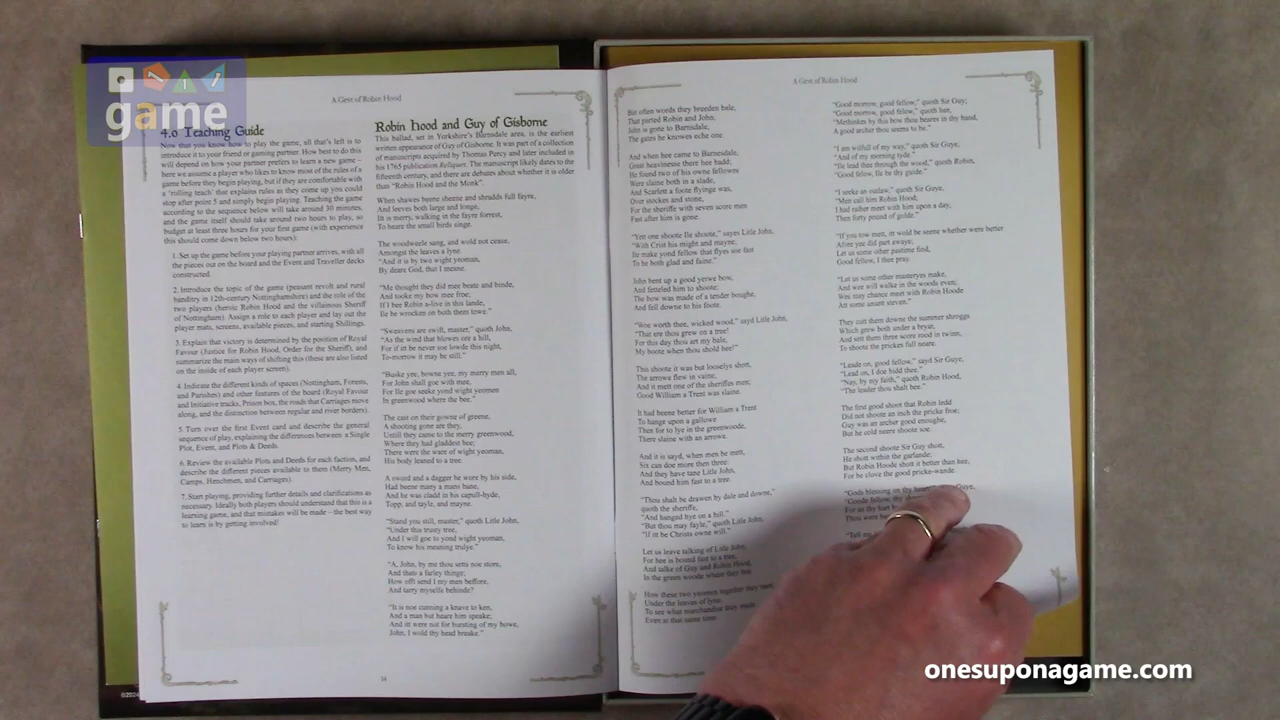 game
A Gest of Robin Hood
4.0 Teaching Guide
Now that you know how to play the game, all that's left is to
introduce it to your friend or gaming partner. How best to do this
will depend on how your partner prefers to learn a new game –
here we assume a player who likes to know most of the rules of a
game before they begin playing, but if they are comfortable with
a 'rolling teach' that explains rules as they come up you could
stop after point 5 and simply begin playing. Teaching the game
according to the sequence below will take around 30 minutes,
and the game itself should take around two hours to play, so
budget at least three hours for your first game (with experience
this should come down below two hours):
1. Set up the game before your playing partner arrives, with all
the pieces out on the board and the Event and Traveller decks
constructed.
2. Introduce the topic of the game (peasant revolt and rural
banditry in 12th-century Nottinghamshire) and the role of the
two players (heroic Robin Hood and the villainous Sheriff
of Nottingham). Assign a role to each player and lay out the
player mats, screens, available pieces, and starting Shillings.
3. Explain that victory is determined by the position of Royal
Favour (Justice for Robin Hood, Order for the Sheriff), and
summarize the main ways of shifting this (these are also listed
on the inside of each player screen).
4. Indicate the different kinds of spaces (Nottingham, Forests,
and Parishes) and other features of the board (Royal Favour
and Initiative tracks, Prison box, the roads that Carriages move
along, and the distinction between regular and river borders).
5. Turn over the first Event card and describe the general
sequence of play, explaining the differences between a Single
Plot, Event, and Plots & Deeds.
6. Review the available Plots and Deeds for each faction, and
describe the different pieces available to them (Merry Men,
Camps, Henchmen, and Carriages).
7. Start playing, providing further details and clarifications as
necessary. Ideally both players should understand that this is a
learning game, and that mistakes will be made – the best way
to learn is by getting involved!
Robin Hood and Guy of Gisborne
This ballad, set in Yorkshire's Barnsdale area, is the earliest
written appearance of Guy of Gisborne. It was part of a collection
of manuscripts acquired by Thomas Percy and later included in
his 1765 publication Reliques. The manuscript likely dates to the
fifteenth century, and there are debates about whether it is older
than "Robin Hood and the Monk".
When shawes beene sheene and shradds full fayre,
And leeves both large and longe,
Itt is merry, walking in the fayre forrest,
To heare the small birds singe.
The woodweele sang, and wold not cease,
Amongst the leaves a lyne.
"And it is by two wight yeoman,
By deare God, that I meane.
"Me thought they did mee beate and binde,
And tooke my bow mee froe;
If I bee Robin a-live in this lande,
Ile be wrocken on both them towe."
"Sweavens are swift, master," quoth John,
"As the wind that blowes ore a hill,
For if itt be never soe lowde this night,
To-morrow it may be still."
"Buske yee, bowne yee, my merry men all,
For John shall goe with mee,
For Ile goe seeke yond wight yeomen
In greenwood where the bee."
The cast on their gowne of greene,
A shooting gone are they,
Untill they came to the merry greenwood,
Where they had gladdest bee;
There were the ware of wight yeoman,
His body leaned to a tree.
A sword and a dagger he wore by his side,
Had beene many a mans bane,
And he was cladd in his capull-hyde,
Topp, and tayle, and mayne.
"Stand you still, master," quoth Litle John,
"Under this trusty tree,
And I will goe to yond wight yeoman,
To know his meaning trulye."
"A, John, by me thou setts noe store,
And thats a farley thinge;
How offt send I my men beffore,
And tarry myselfe behinde?
"It is noe cunning a knave to ken,
And a man but heare him speake;
And itt were not for bursting of my bowe,
John, I wold thy head breake."
14
©2024
A Gest of Robin Hood
But often words they breeden bale,
That parted Robin and John;
John is gone to Barnsdale,
The gates he knowes eche one.
And when hee came to Barnesdale,
Great heavinesse there hee hadd;
He found two of his owne fellowes
Were slaine both in a slade,
And Scarlett a foote flyinge was,
Over stockes and stone,
For the sheriffe with seven score men
Fast after him is gone.
"Yett one shoote Ile shoote," sayes Litle John,
"With Crist his might and mayne;
Ile make yond fellow that flyes soe fast
To be both glad and faine."
John bent up a good yeiwe bow,
And fetteled him to shoote;
The bow was made of a tender boughe,
And fell downe to his foote.
"Woe worth thee, wicked wood," sayd Litle John,
"That ere thou grew on a tree!
For this day thou art my bale,
My boote when thou shold bee!"
This shoote it was but looselye shott,
The arrowe flew in vaine,
And it mett one of the sheriffes men;
Good William a Trent was slaine.
It had beene better for William a Trent
To hange upon a gallowe
Then for to lye in the greenwoode,
There slaine with an arrowe.
And it is sayd, when men be mett,
Six can doe more then three:
And they have tane Litle John,
And bound him fast to a tree.
"Thou shalt be drawen by dale and downe,"
quoth the sheriffe,
"And hanged hye on a hill."
"But thou may fayle," quoth Litle John,
"If itt be Christs owne will."
Let us leave talking of Litle John,
For hee is bound fast to a tree,
And talke of Guy and Robin Hood,
In the green woode where they bee.
How these two yeomen together they mett,
Under the leaves of lyne,
To see what marchandise they made
Even at that same time.
"Good morrow, good fellow," quoth Sir Guy;
"Good morrow, good felow," quoth hee,
"Methinkes by this bow thou beares in thy hand,
A good archer thou seems to be."
"I am wilfull of my way," quoth Sir Guye,
"And of my morning tyde."
"Ile lead thee through the wood," quoth Robin,
"Good felow, Ile be thy guide."
"I seeke an outlaw," quoth Sir Guye,
"Men call him Robin Hood;
I had rather meet with him upon a day,
Then forty pound of golde."
"If you tow mett, itt wold be seene whether were better
Afore yee did part awaye;
Let us some other pastime find,
Good fellow, I thee pray.
"Let us some other masteryes make,
And wee will walke in the woods even;
Wee may chance meet with Robin Hoode
Att some unsett steven."
They cutt them downe the summer shroggs
Which grew both under a bryar,
And sett them three score rood in twinn,
To shoote the prickes full neare.
"Leade on, good fellow," sayd Sir Guye,
"Lead on, I doe bidd thee."
"Nay, by my faith," quoth Robin Hood,
"The leader thou shalt bee."
The first good shoot that Robin ledd
Did not shoote an inch the pricke froe;
Guy was an archer good enoughe,
But he cold neere shoote soe.
The second shoote Sir Guy shott,
He shott within the garlande;
But Robin Hoode shott it better than hee,
For he clove the good pricke-wande.
"Gods blessing on thy heart," Guye,
"Goode fellow, thy
For an thy hart
Thou were
"Tell me
onesuponagame.com